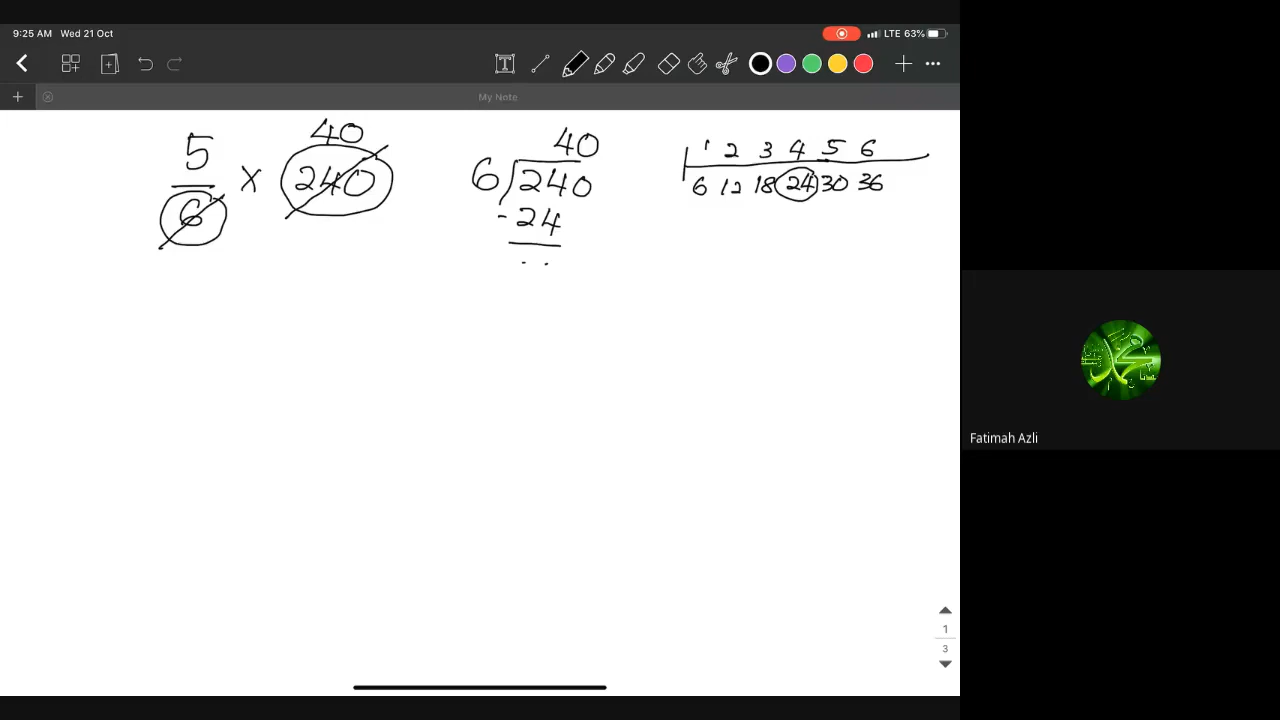 9:25 AM Wed 21 Oct
LTE 63%
My Note
40
5/6 x 240
40
6)240
-24
1 2 3 4 5 6
6 12 18 24 30 36
Fatimah Azli
1
3